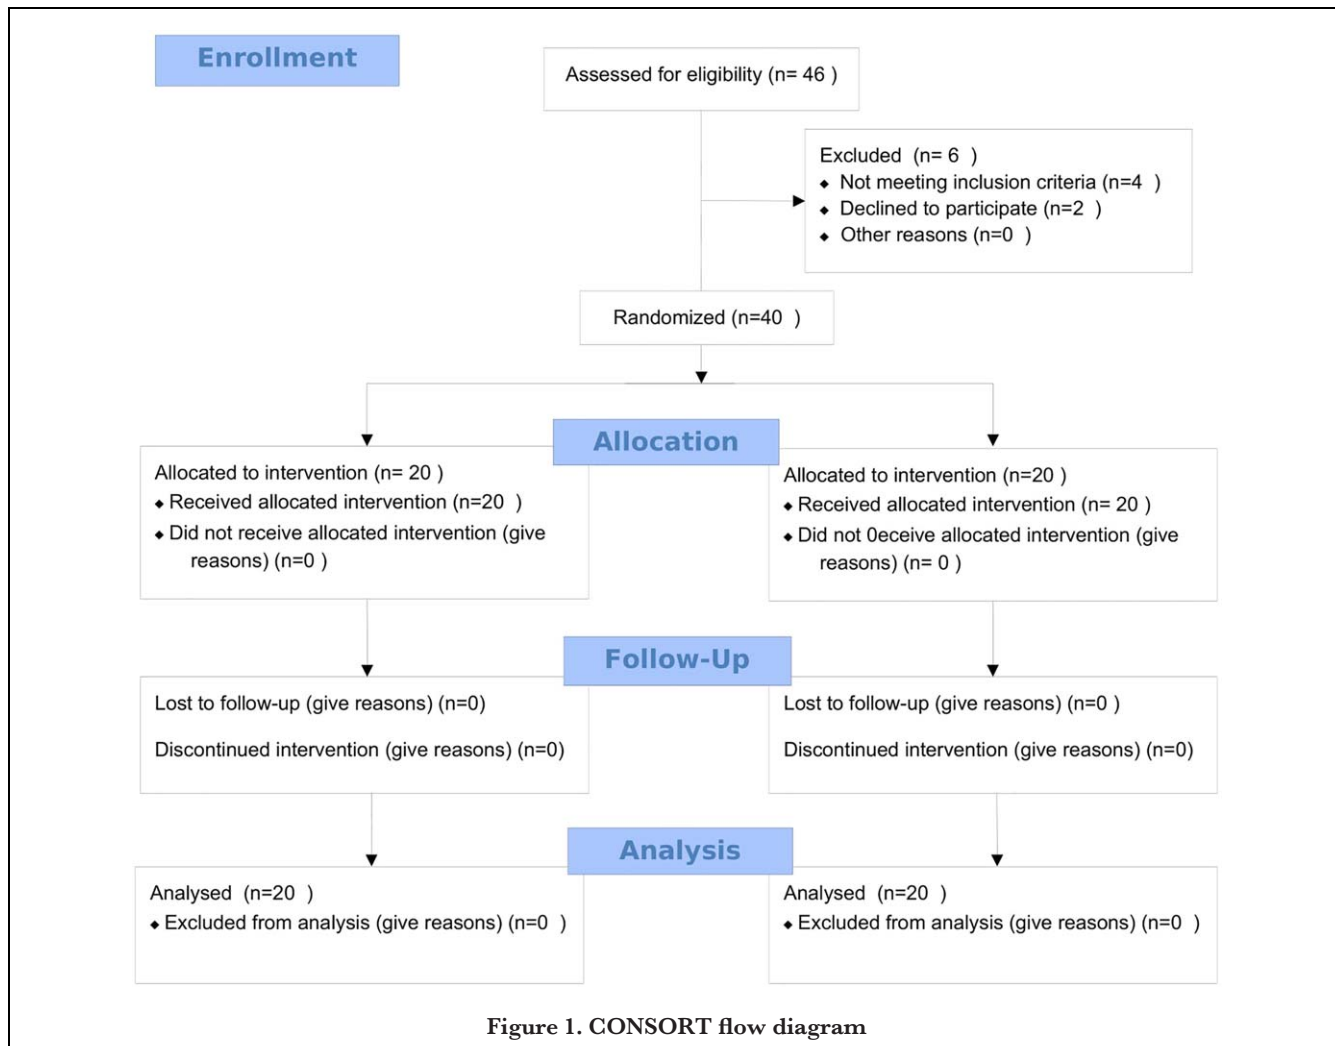 Enrollment
Assessed for eligibility (n= 46 )
Excluded (n= 6 )
◆ Not meeting inclusion criteria (n=4 )
◆ Declined to participate (n=2 )
◆ Other reasons (n=0 )
Randomized (n=40 )
Allocation
Allocated to intervention (n= 20 )
◆ Received allocated intervention (n=20 )
◆ Did not receive allocated intervention (give
reasons) (n=0 )
Allocated to intervention (n=20 )
◆ Received allocated intervention (n= 20 )
◆ Did not 0eceive allocated intervention (give
reasons) (n= 0 )
Follow-Up
Lost to follow-up (give reasons) (n=0)
Discontinued intervention (give reasons) (n=0)
Lost to follow-up (give reasons) (n=0 )
Discontinued intervention (give reasons) (n=0)
Analysis
Analysed (n=20 )
◆ Excluded from analysis (give reasons) (n=0 )
Analysed (n=20 )
◆ Excluded from analysis (give reasons) (n=0 )
Figure 1. CONSORT flow diagram